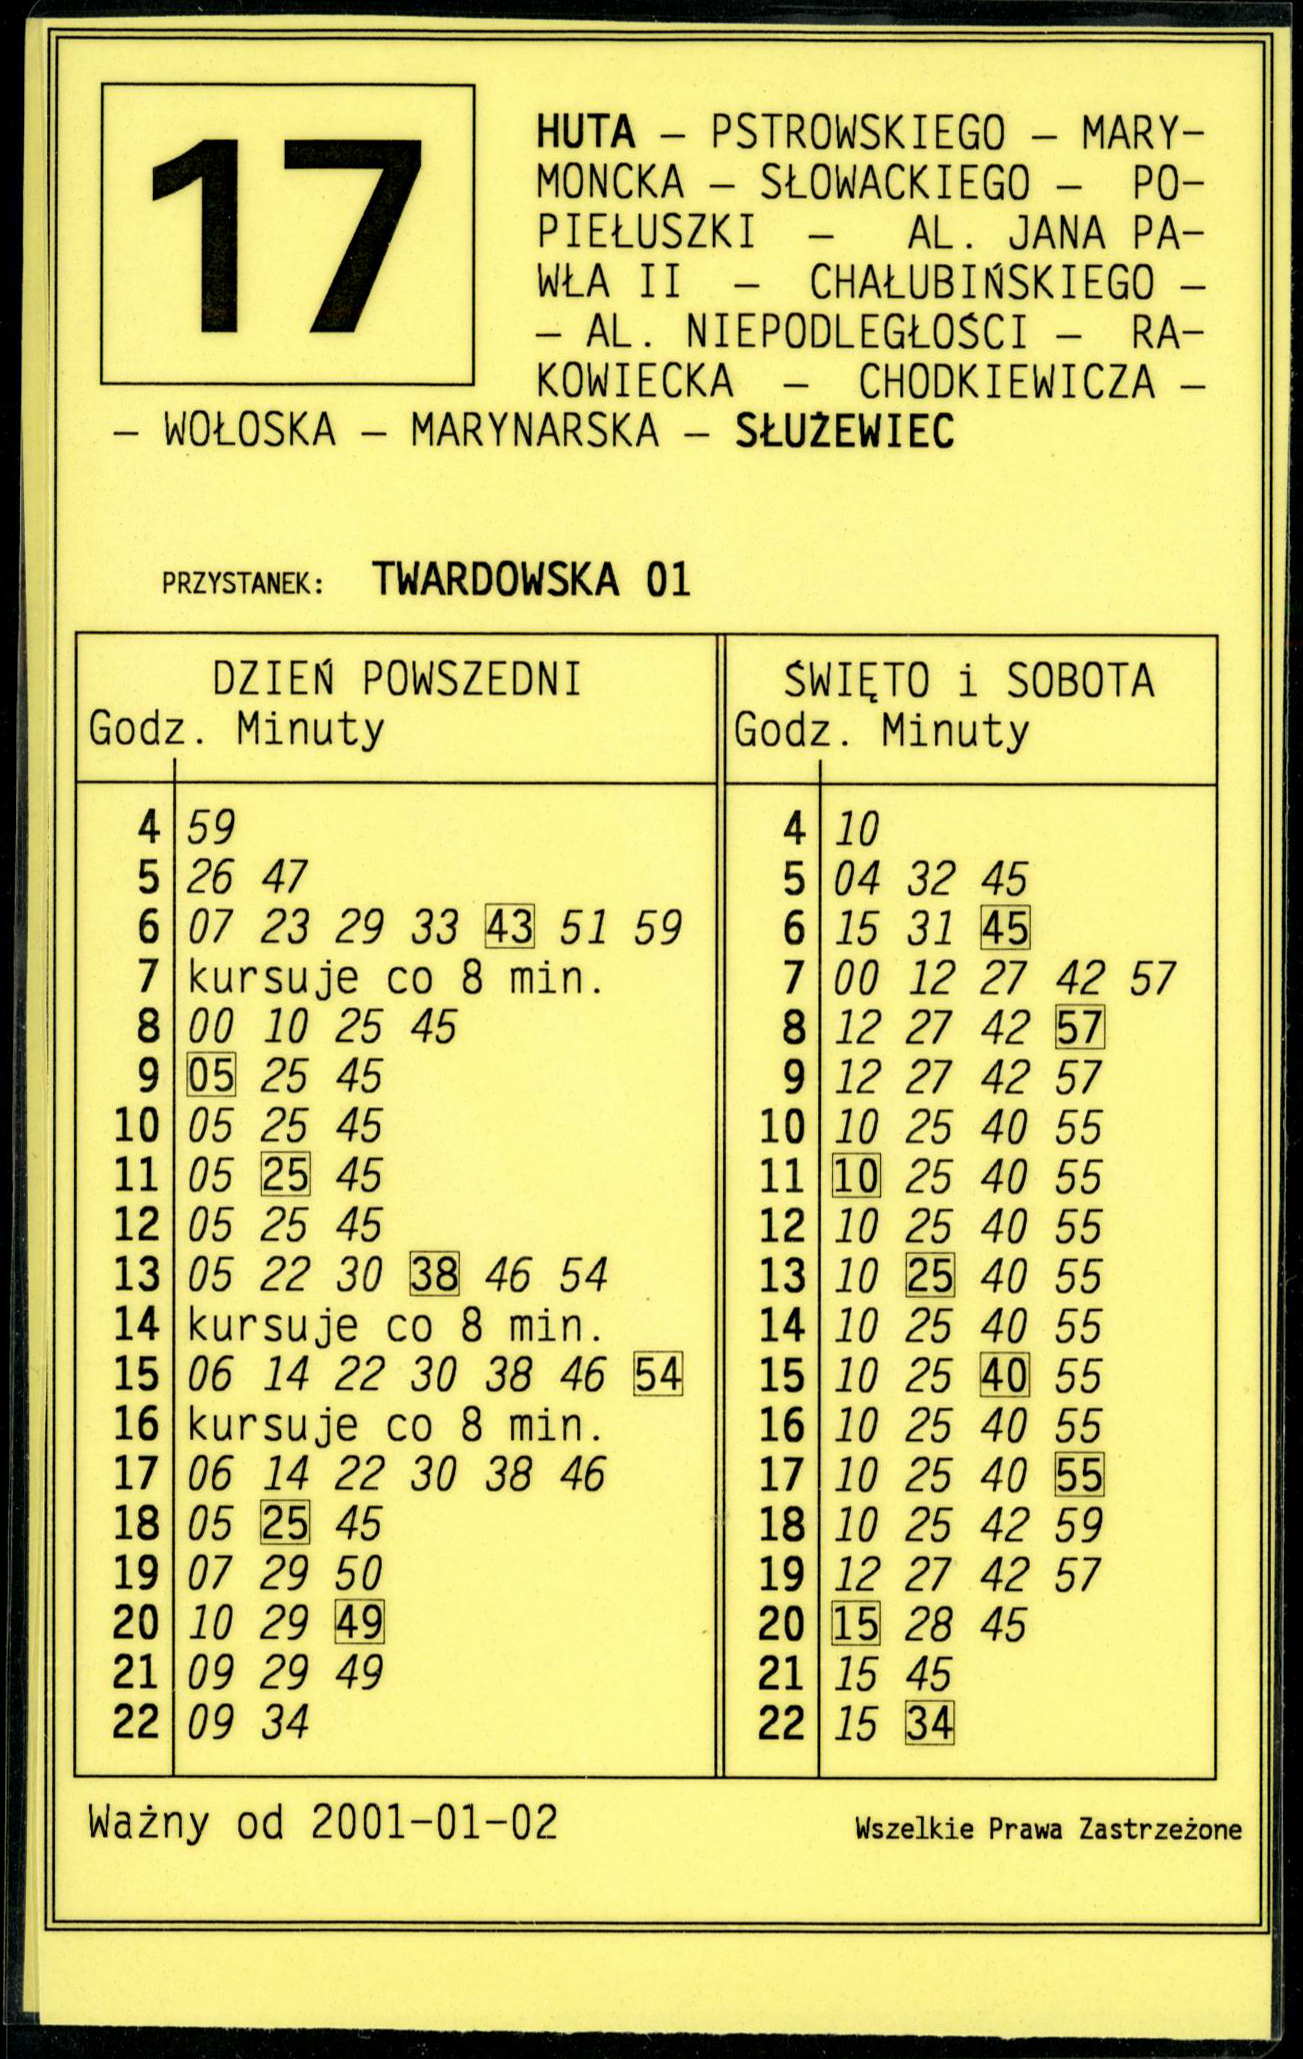 17
HUTA – PSTROWSKIEGO – MARY–
MONCKA – SŁOWACKIEGO – PO–
PIEŁUSZKI – AL. JANA PA–
WŁA II – CHAŁUBIŃSKIEGO –
– AL. NIEPODLEGŁOŚCI – RA–
KOWIECKA – CHODKIEWICZA –
– WOŁOSKA – MARYNARSKA – SŁUŻEWIEC
PRZYSTANEK: TWARDOWSKA 01
DZIEŃ POWSZEDNI
Godz. Minuty
4 59
5 26 47
6 07 23 29 33 43 51 59
7 kursuje co 8 min.
8 00 10 25 45
9 05 25 45
10 05 25 45
11 05 25 45
12 05 25 45
13 05 22 30 38 46 54
14 kursuje co 8 min.
15 06 14 22 30 38 46 54
16 kursuje co 8 min.
17 06 14 22 30 38 46
18 05 25 45
19 07 29 50
20 10 29 49
21 09 29 49
22 09 34
ŚWIĘTO i SOBOTA
Godz. Minuty
4 10
5 04 32 45
6 15 31 45
7 00 12 27 42 57
8 12 27 42 57
9 12 27 42 57
10 10 25 40 55
11 10 25 40 55
12 10 25 40 55
13 10 25 40 55
14 10 25 40 55
15 10 25 40 55
16 10 25 40 55
17 10 25 40 55
18 10 25 42 59
19 12 27 42 57
20 15 28 45
21 15 45
22 15 34
Ważny od 2001–01–02
Wszelkie Prawa Zastrzeżone